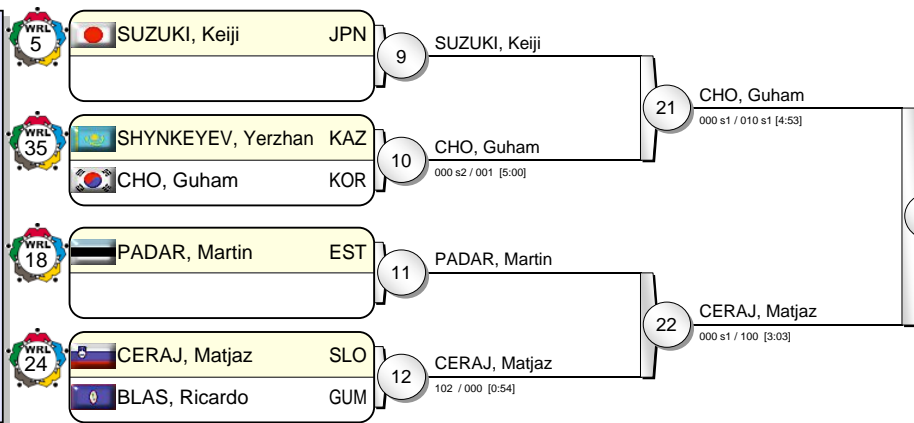 WRL
5
SUZUKI, Keiji JPN
9
SUZUKI, Keiji
21
CHO, Guham
000 s1 / 010 s1 [4:53]
WRL
35
SHYNKEYEV, Yerzhan KAZ
CHO, Guham KOR
10
CHO, Guham
000 s2 / 001 [5:00]
WRL
18
PADAR, Martin EST
11
PADAR, Martin
22
CERAJ, Matjaz
000 s1 / 100 [3:03]
WRL
24
CERAJ, Matjaz SLO
BLAS, Ricardo GUM
12
CERAJ, Matjaz
102 / 000 [0:54]